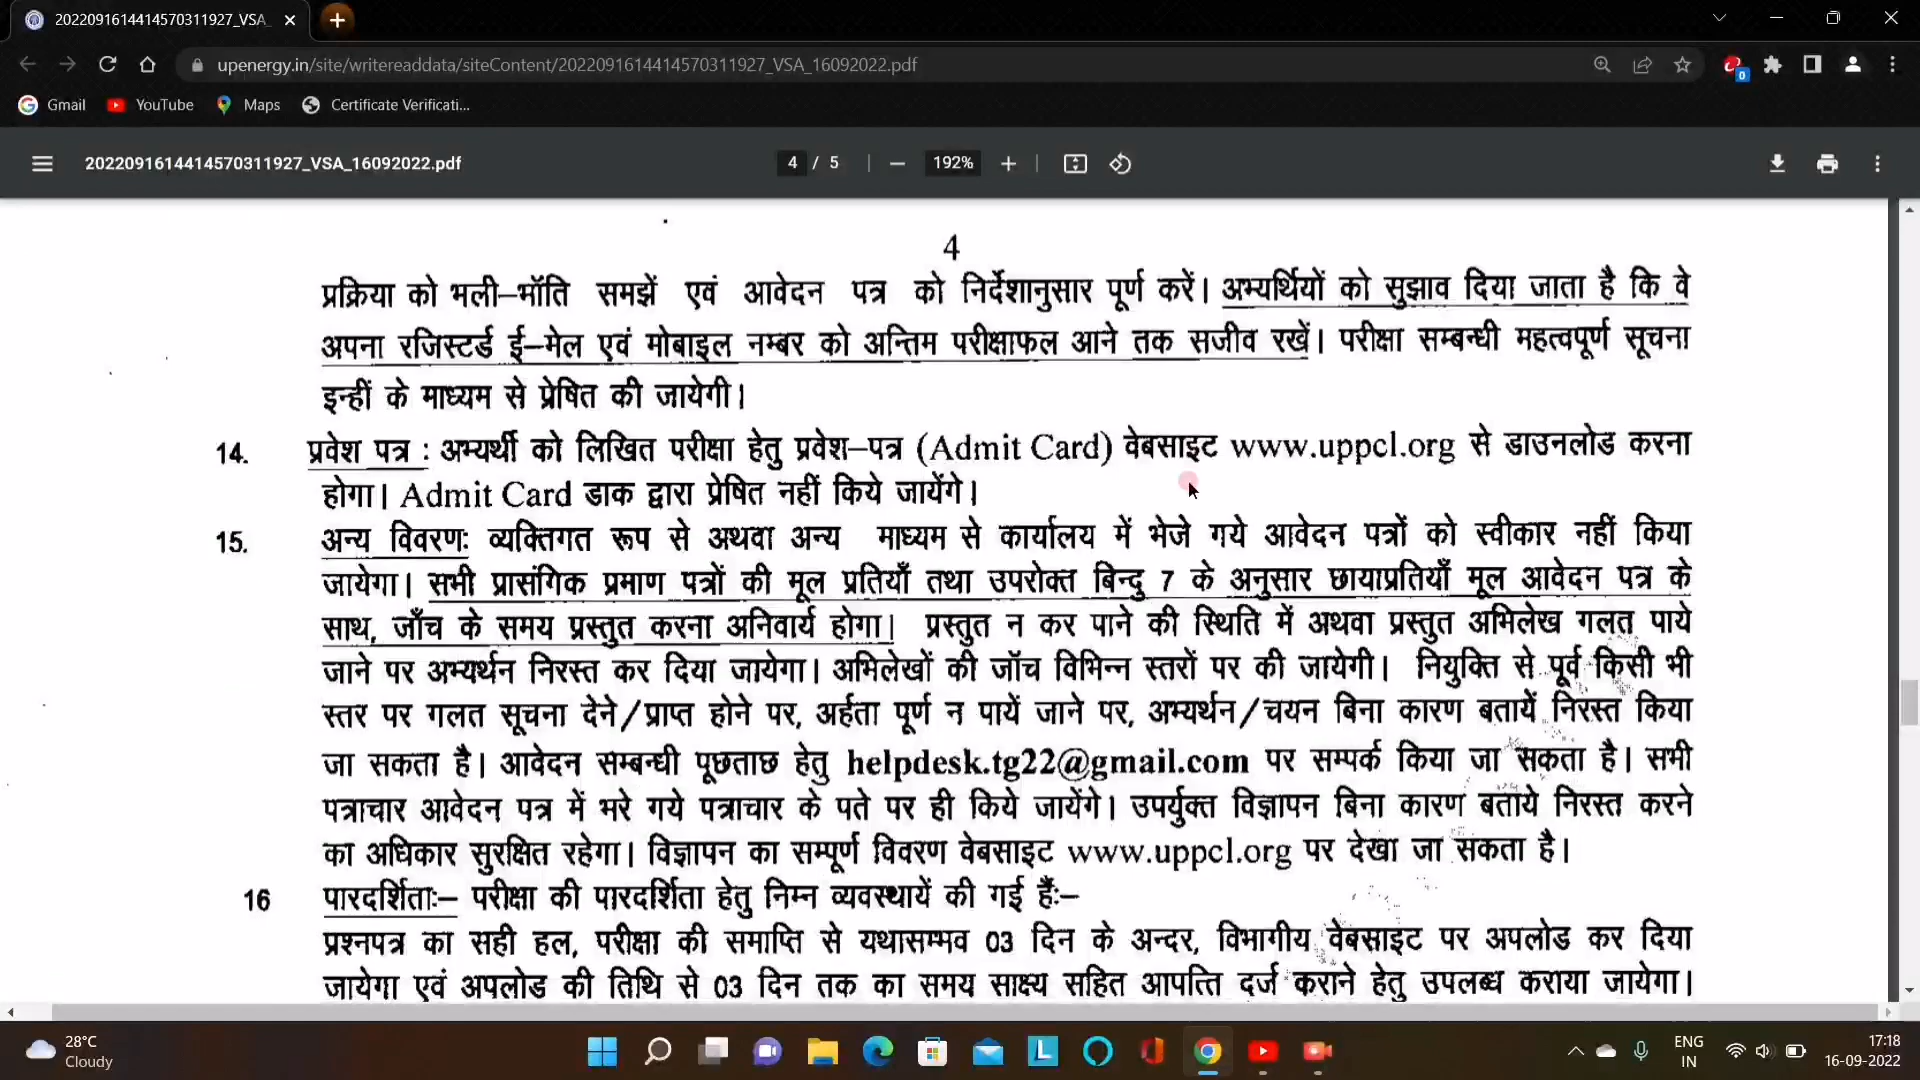 2022091614414570311927_VSA_
upenergy.in/site/writereaddata/siteContent/2022091614414570311927_VSA_16092022.pdf
0
Gmail YouTube Maps Certificate Verificati...
2022091614414570311927_VSA_16092022.pdf 4 / 5 192%
4
प्रक्रिया को भली–भॉति समझें एवं आवेदन पत्र को निर्देशानुसार पूर्ण करें। अभ्यर्थियों को सुझाव दिया जाता है कि वे
अपना रजिस्टर्ड ई–मेल एवं मोबाइल नम्बर को अन्तिम परीक्षाफल आने तक सजीव रखें। परीक्षा सम्बन्धी महत्वपूर्ण सूचना
इन्हीं के माध्यम से प्रेषित की जायेगी।
14. प्रवेश पत्र : अभ्यर्थी को लिखित परीक्षा हेतु प्रवेश–पत्र (Admit Card) वेबसाइट www.uppcl.org से डाउनलोड करना
होगा। Admit Card डाक द्वारा प्रेषित नहीं किये जायेंगे।
15. अन्य विवरणः व्यक्तिगत रूप से अथवा अन्य माध्यम से कार्यालय में भेजे गये आवेदन पत्रों को स्वीकार नहीं किया
जायेगा। सभी प्रासंगिक प्रमाण पत्रों की मूल प्रतियाँ तथा उपरोक्त बिन्दु 7 के अनुसार छायाप्रतियाँ मूल आवेदन पत्र के
साथ, जाँच के समय प्रस्तुत करना अनिवार्य होगा। प्रस्तुत न कर पाने की स्थिति में अथवा प्रस्तुत अभिलेख गलत पाये
जाने पर अभ्यर्थन निरस्त कर दिया जायेगा। अभिलेखों की जॉच विभिन्न स्तरों पर की जायेगी। नियुक्ति से पूर्व किसी भी
स्तर पर गलत सूचना देने/प्राप्त होने पर, अर्हता पूर्ण न पायें जाने पर, अभ्यर्थन/चयन बिना कारण बतायें निरस्त किया
जा सकता है। आवेदन सम्बन्धी पूछताछ हेतु helpdesk.tg22@gmail.com पर सम्पर्क किया जा सकता है। सभी
पत्राचार आवेदन पत्र में भरे गये पत्राचार के पते पर ही किये जायेंगे। उपर्युक्त विज्ञापन बिना कारण बताये निरस्त करने
का अधिकार सुरक्षित रहेगा। विज्ञापन का सम्पूर्ण विवरण वेबसाइट www.uppcl.org पर देखा जा सकता है।
16 पारदर्शिताः– परीक्षा की पारदर्शिता हेतु निम्न व्यवस्थायें की गई हैंः–
प्रश्नपत्र का सही हल, परीक्षा की समाप्ति से यथासम्भव 03 दिन के अन्दर, विभागीय वेबसाइट पर अपलोड कर दिया
जायेगा एवं अपलोड की तिथि से 03 दिन तक का समय साक्ष्य सहित आपत्ति दर्ज कराने हेतु उपलब्ध कराया जायेगा।
28°C
Cloudy
L
ENG
IN
17:18
16-09-2022